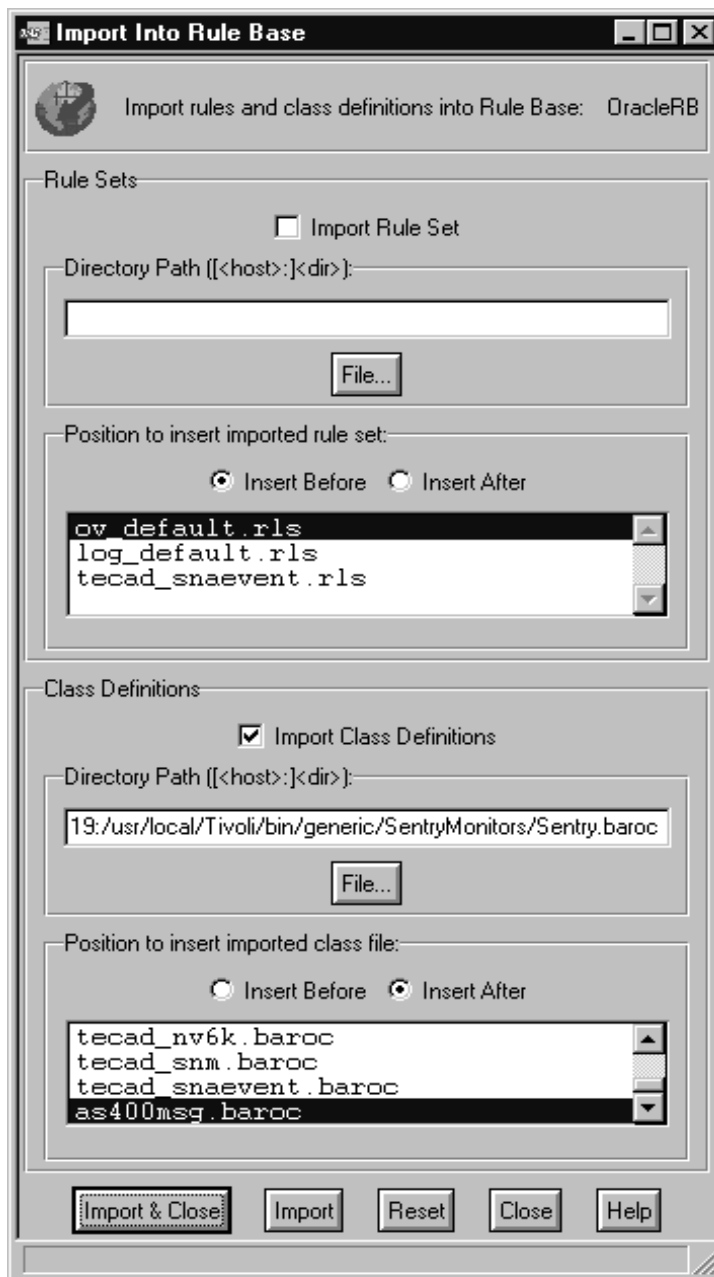 Import Into Rule Base
Import rules and class definitions into Rule Base: OracleRB
Rule Sets
Import Rule Set
Directory Path ([<host>:]<dir>):
File...
Position to insert imported rule set:
Insert Before Insert After
ov_default.rls
log_default.rls
tecad_snaevent.rls
Class Definitions
Import Class Definitions
Directory Path ([<host>:]<dir>):
19:/usr/local/Tivoli/bin/generic/SentryMonitors/Sentry.baroc
File...
Position to insert imported class file:
Insert Before Insert After
tecad_nv6k.baroc
tecad_snm.baroc
tecad_snaevent.baroc
as400msg.baroc
Import & Close Import Reset Close Help